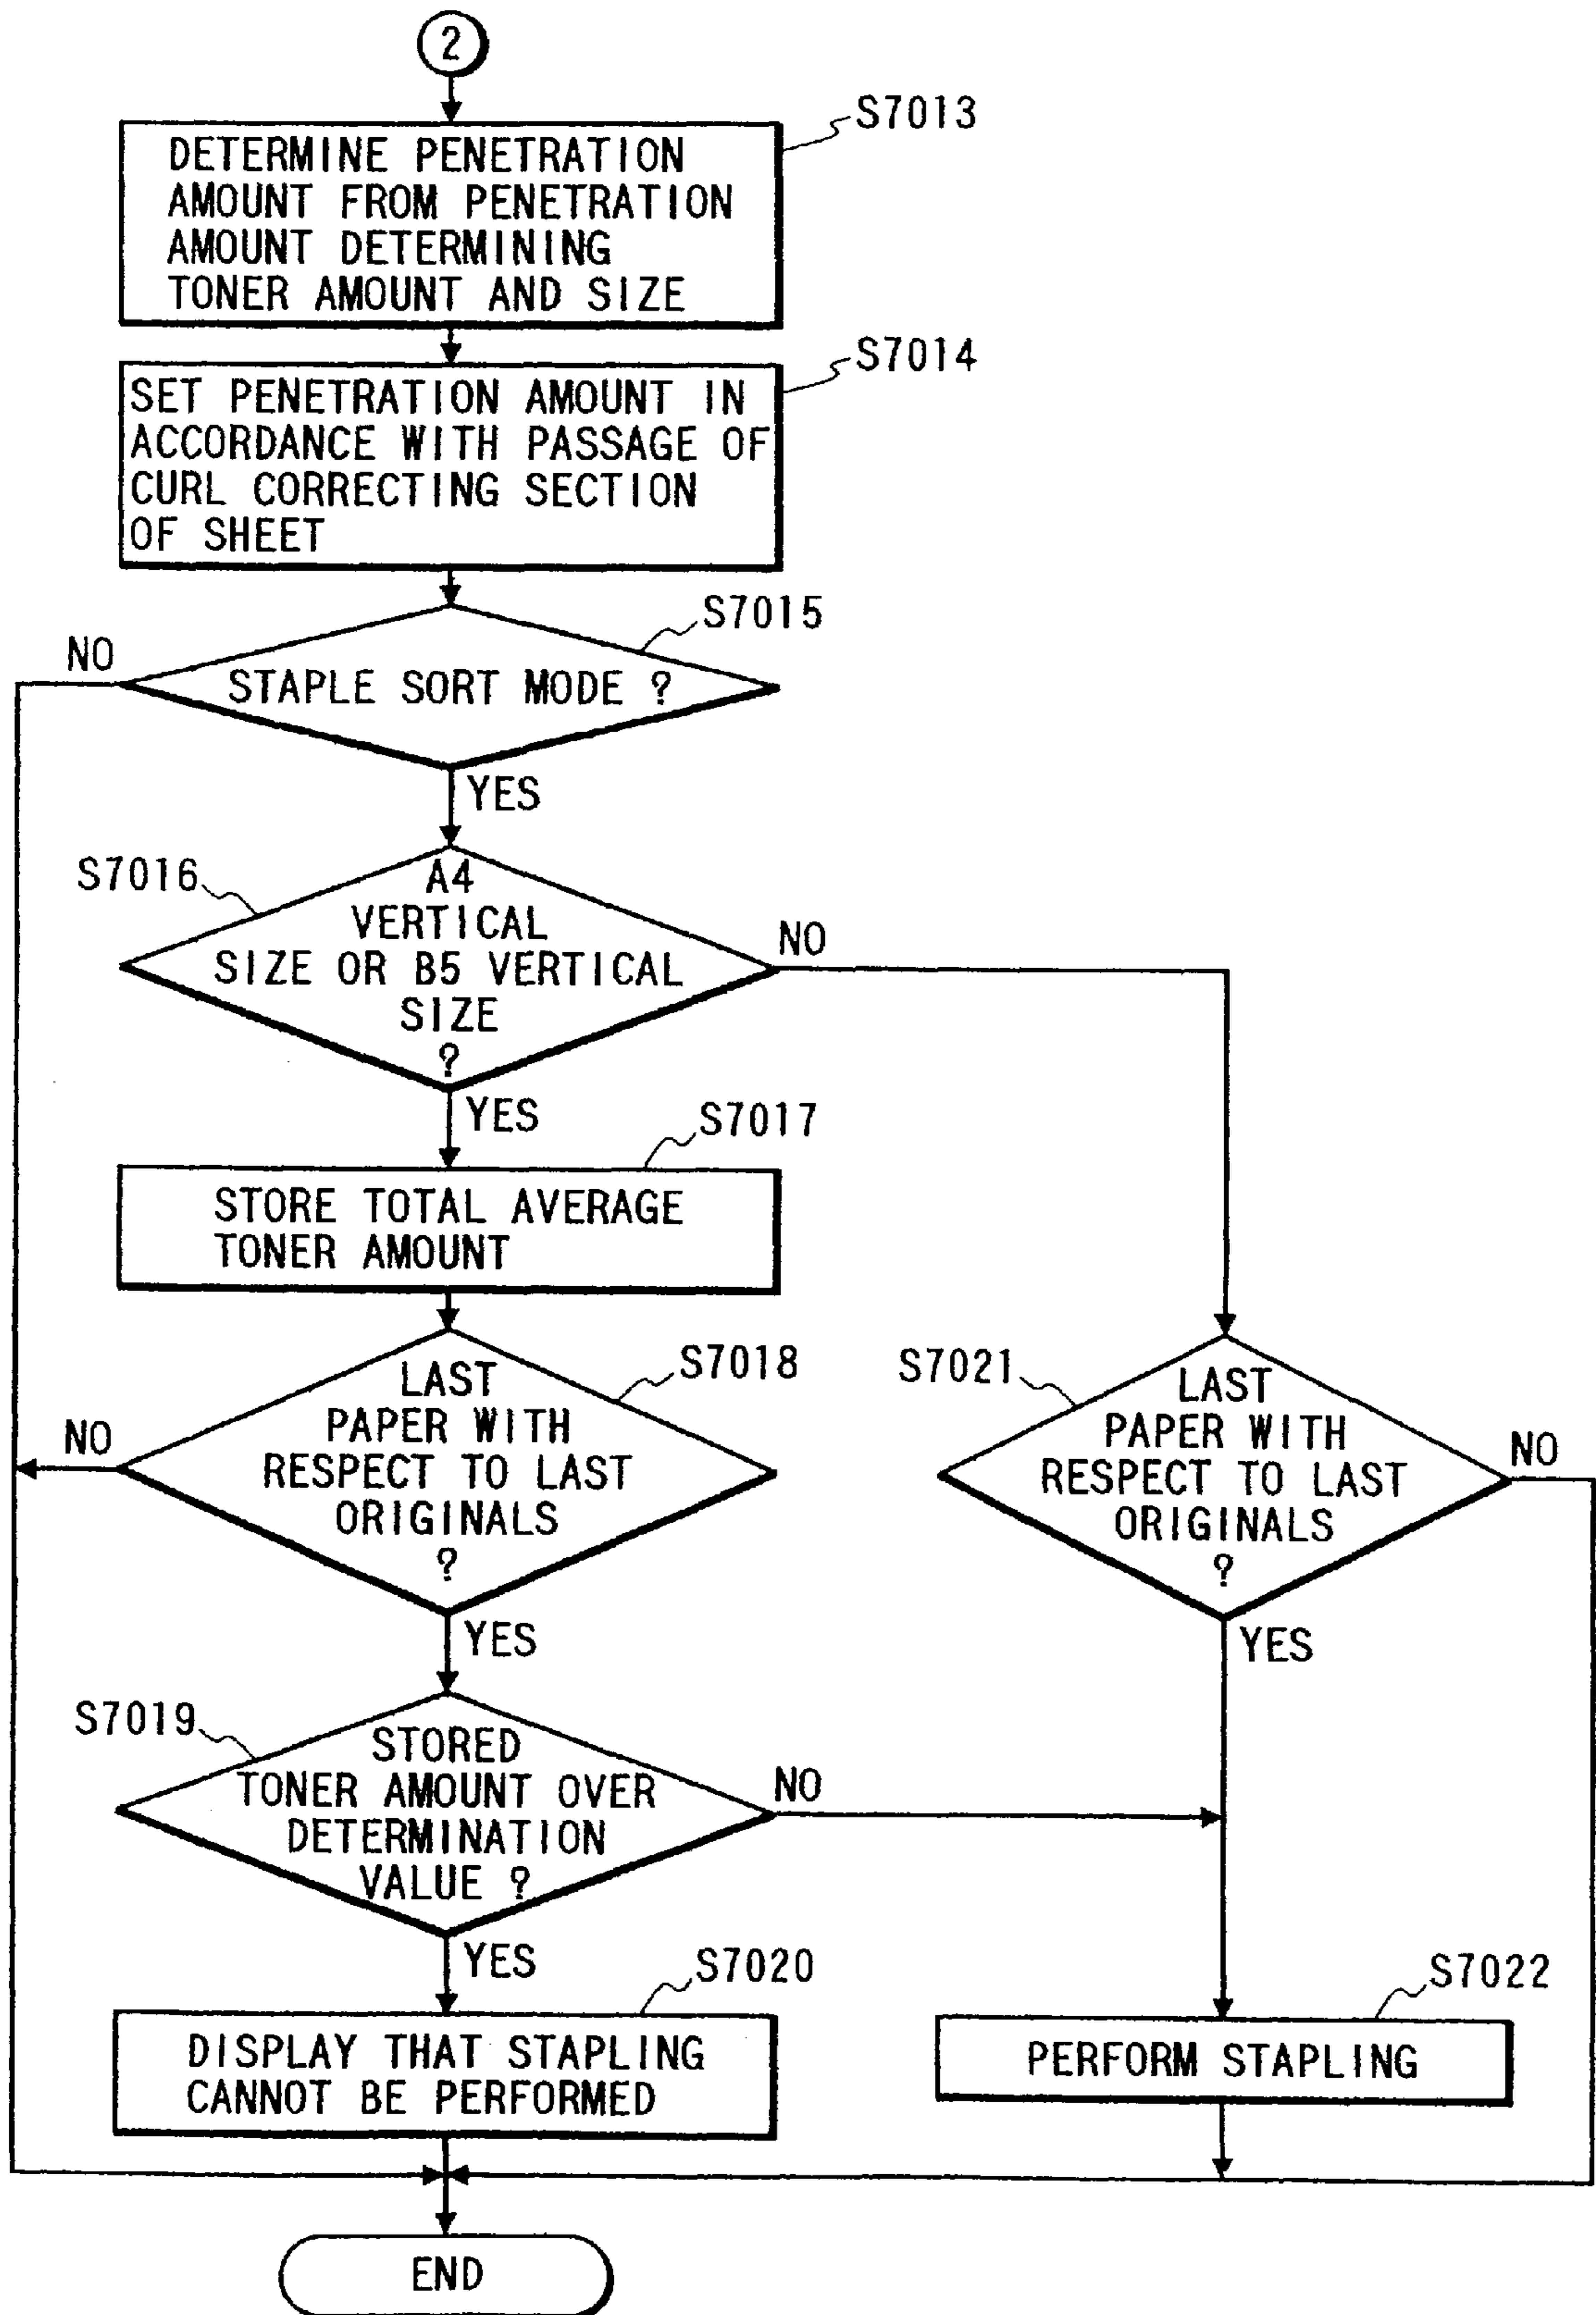 2
S7013
DETERMINE PENETRATION
AMOUNT FROM PENETRATION
AMOUNT DETERMINING
TONER AMOUNT AND SIZE
S7014
SET PENETRATION AMOUNT IN
ACCORDANCE WITH PASSAGE OF
CURL CORRECTING SECTION
OF SHEET
S7015
NO
STAPLE SORT MODE ?
YES
S7016
A4
VERTICAL
SIZE OR B5 VERTICAL
SIZE
?
NO
YES
S7017
STORE TOTAL AVERAGE
TONER AMOUNT
S7018
LAST
PAPER WITH
RESPECT TO LAST
ORIGINALS
?
NO
YES
S7021
LAST
PAPER WITH
RESPECT TO LAST
ORIGINALS
?
NO
YES
S7019
STORED
TONER AMOUNT OVER
DETERMINATION
VALUE ?
NO
YES
S7020
DISPLAY THAT STAPLING
CANNOT BE PERFORMED
S7022
PERFORM STAPLING
END